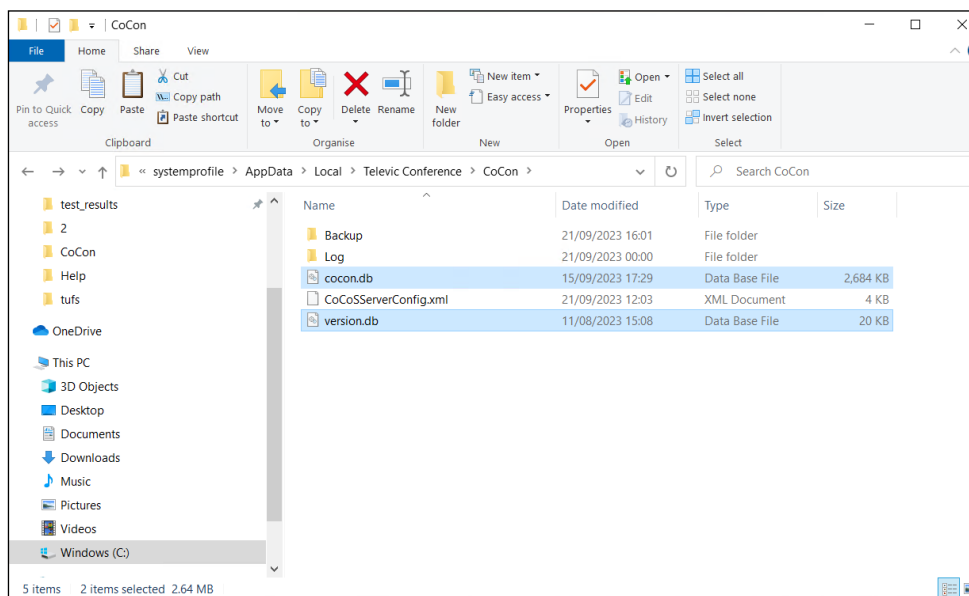 CoCon
File Home Share View
Pin to Quick access
Copy
Paste
Cut
Copy path
Paste shortcut
Move to
Copy to
Delete
Rename
New folder
New item
Easy access
Properties
Open
Edit
History
Select all
Select none
Invert selection
Clipboard Organise New Open Select
« systemprofile > AppData > Local > Televic Conference > CoCon >
Search CoCon
Name Date modified Type Size
test_results
2
CoCon
Help
tufs
OneDrive
This PC
3D Objects
Desktop
Documents
Downloads
Music
Pictures
Videos
Windows (C:)
Backup 21/09/2023 16:01 File folder
Log 21/09/2023 00:00 File folder
cocon.db 15/09/2023 17:29 Data Base File 2,684 KB
CoCoSServerConfig.xml 21/09/2023 12:03 XML Document 4 KB
version.db 11/08/2023 15:08 Data Base File 20 KB
5 items 2 items selected 2.64 MB